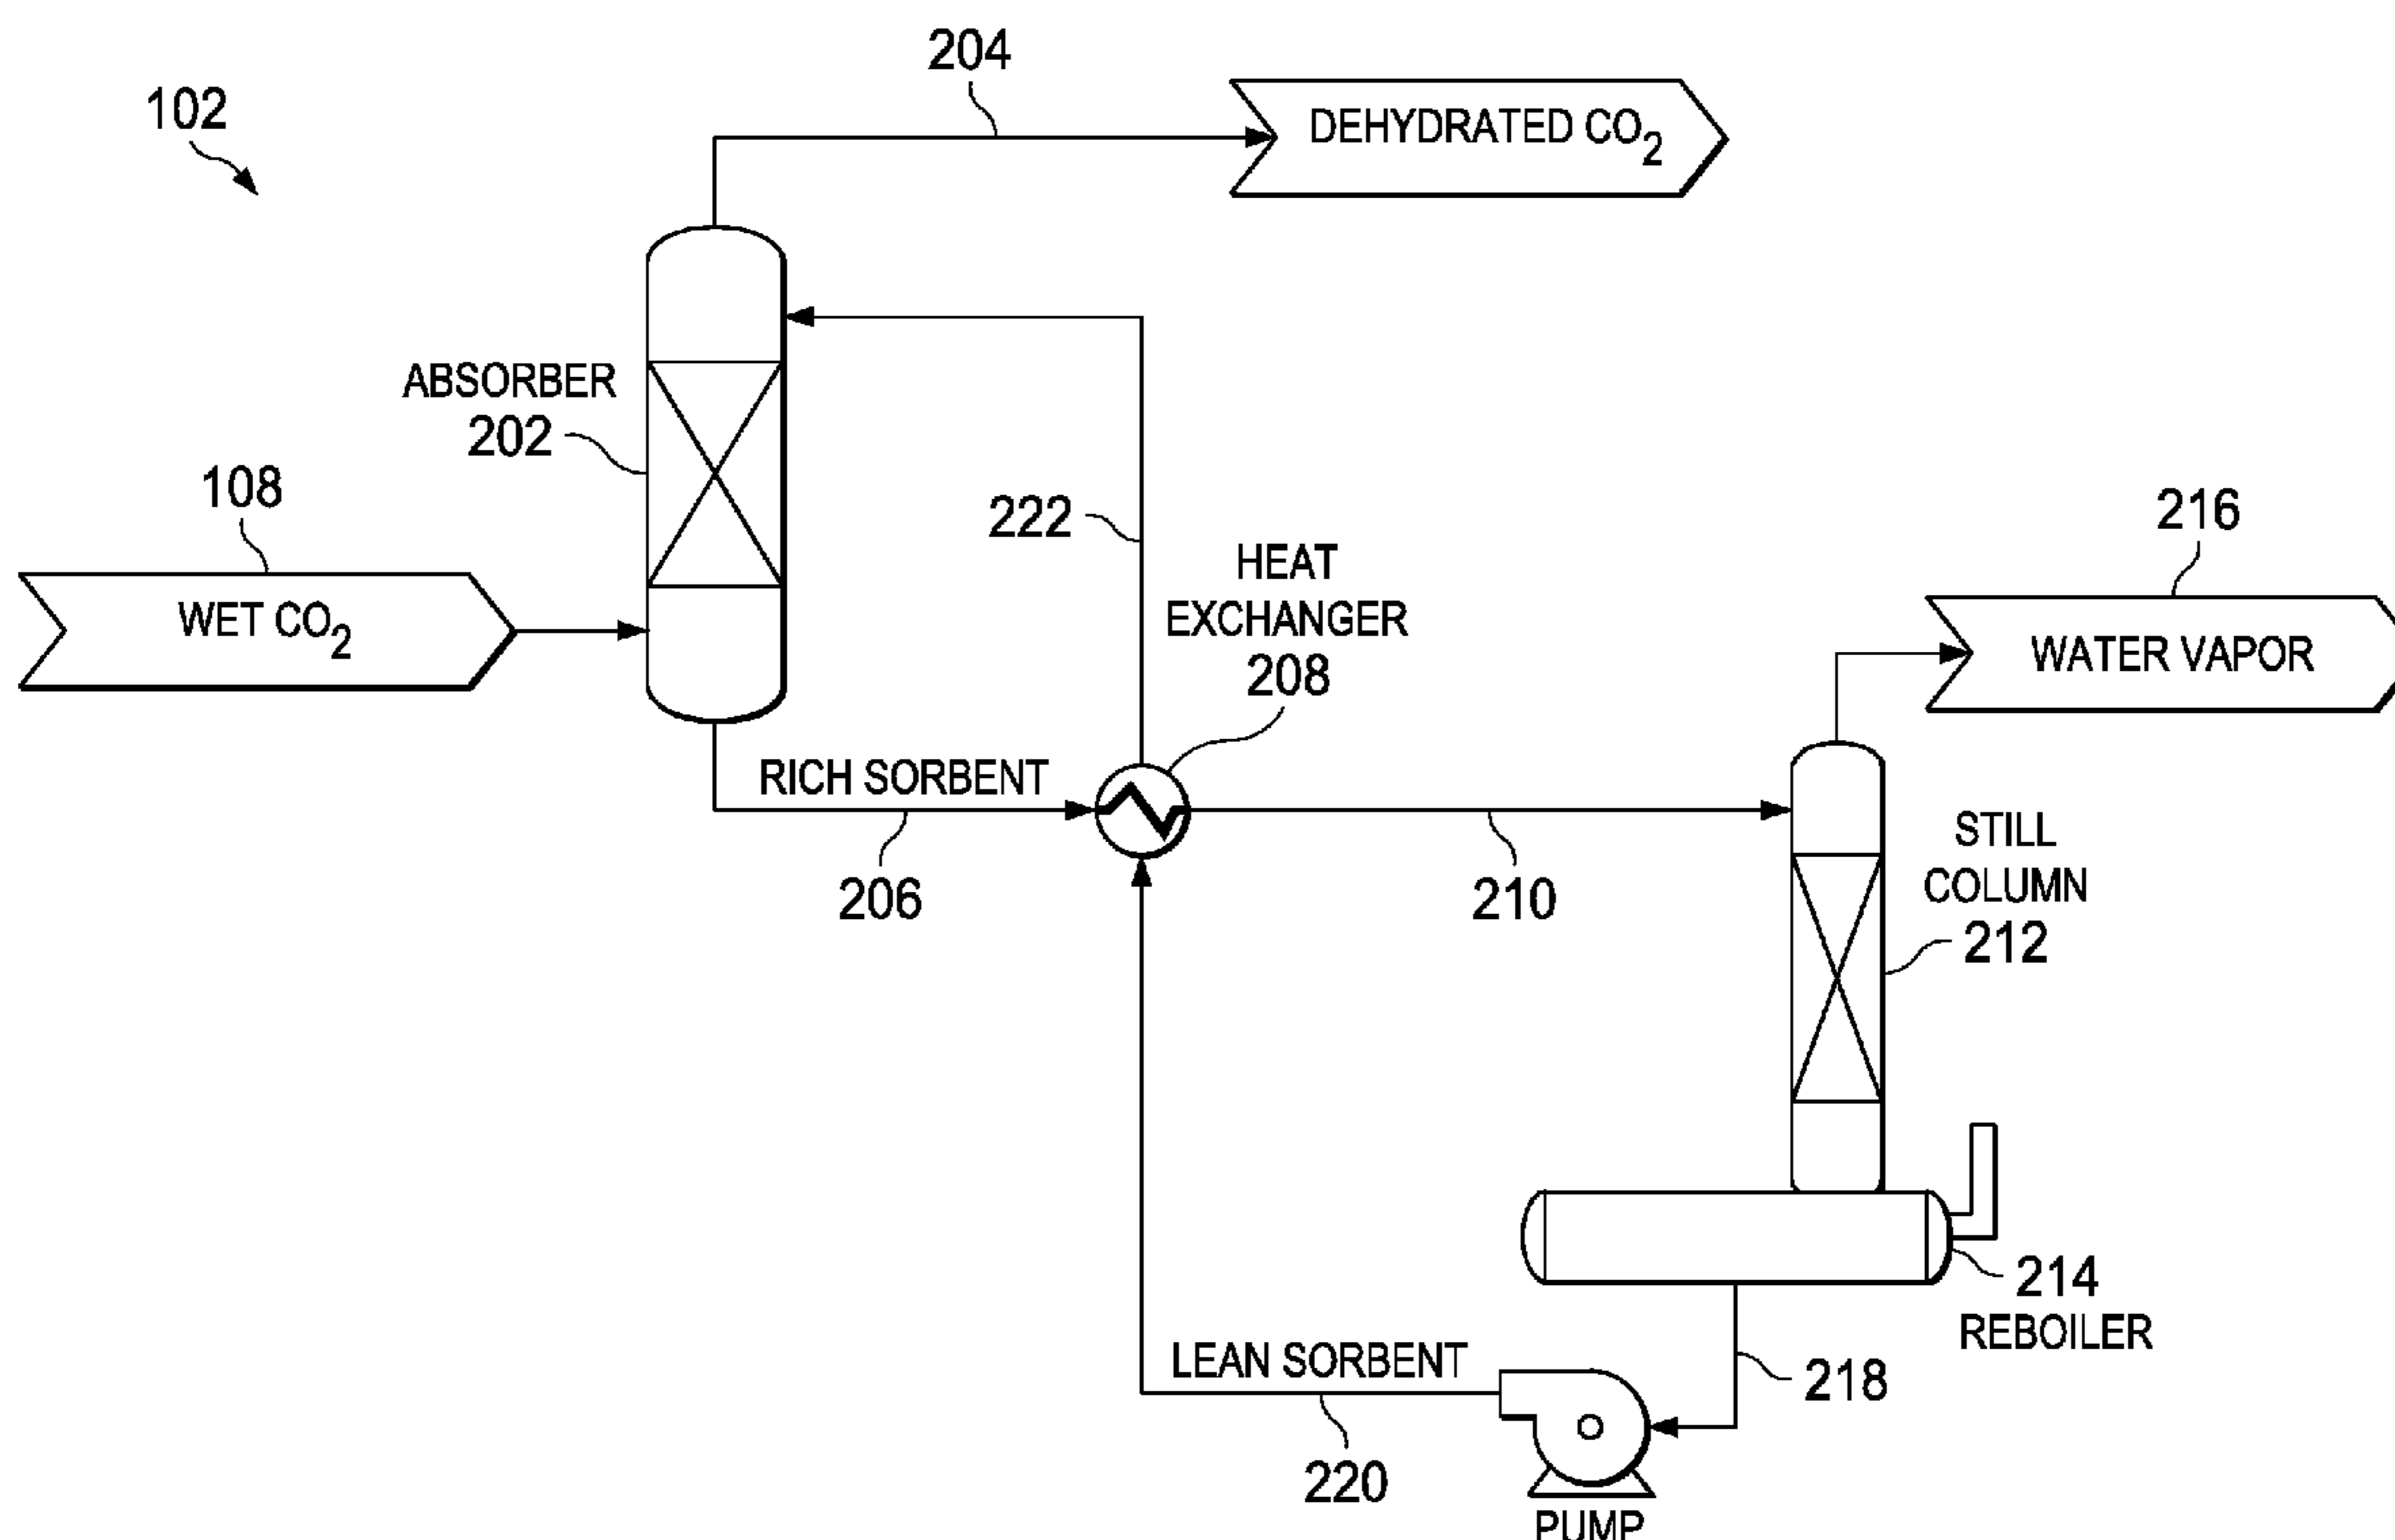 204
102
DEHYDRATED CO2
ABSORBER
202
108
WET CO2
222
HEAT
EXCHANGER
208
216
WATER VAPOR
RICH SORBENT
206
210
STILL
COLUMN
212
214
REBOILER
218
LEAN SORBENT
220
PUMP